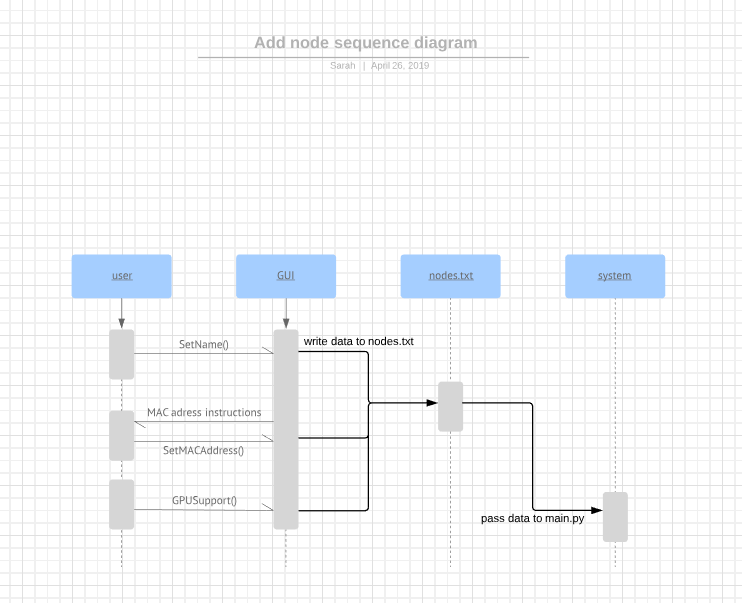 Add node sequence diagram
Sarah | April 26, 2019
user
GUI
nodes.txt
system
SetName()
write data to nodes.txt
MAC adress instructions
SetMACAddress()
GPUSupport()
pass data to main.py